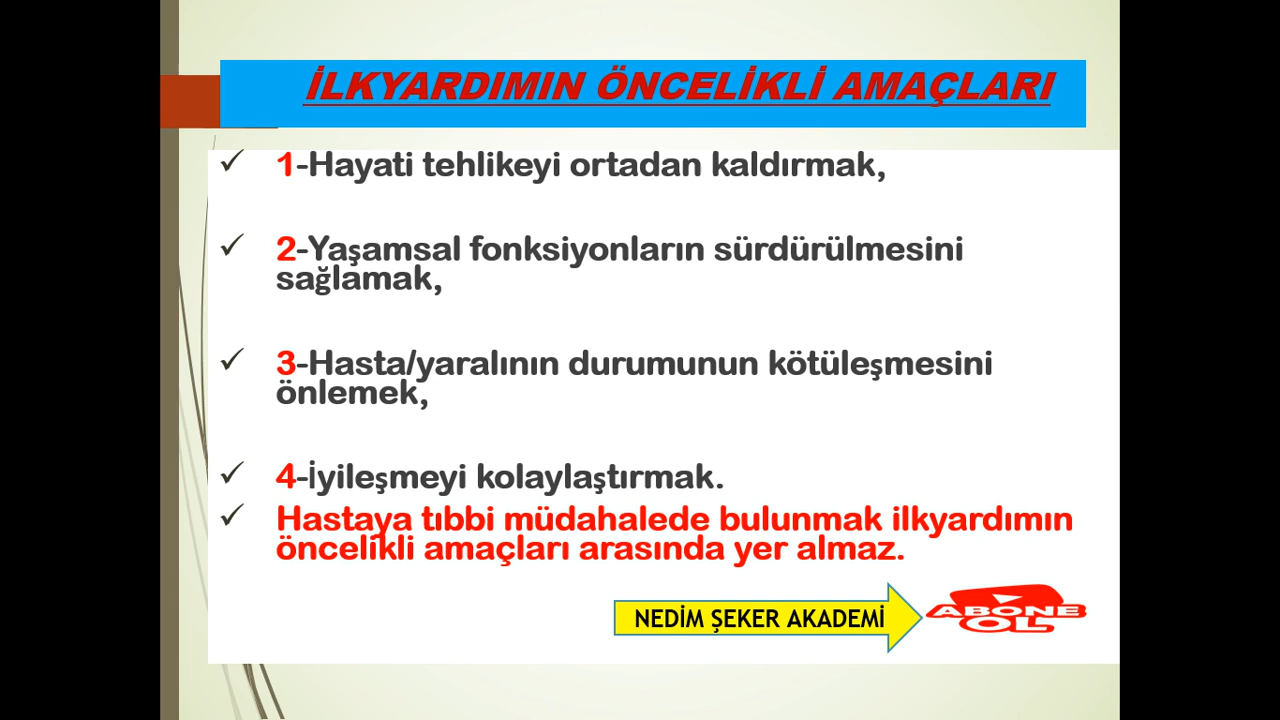 İLKYARDIMIN ÖNCELİKLİ AMAÇLARI
✓ 1-Hayati tehlikeyi ortadan kaldırmak,
✓ 2-Yaşamsal fonksiyonların sürdürülmesini
sağlamak,
✓ 3-Hasta/yaralının durumunun kötüleşmesini
önlemek,
✓ 4-İyileşmeyi kolaylaştırmak.
✓ Hastaya tıbbi müdahalede bulunmak ilkyardımın
öncelikli amaçları arasında yer almaz.
NEDİM ŞEKER AKADEMİ
ABONE
OL